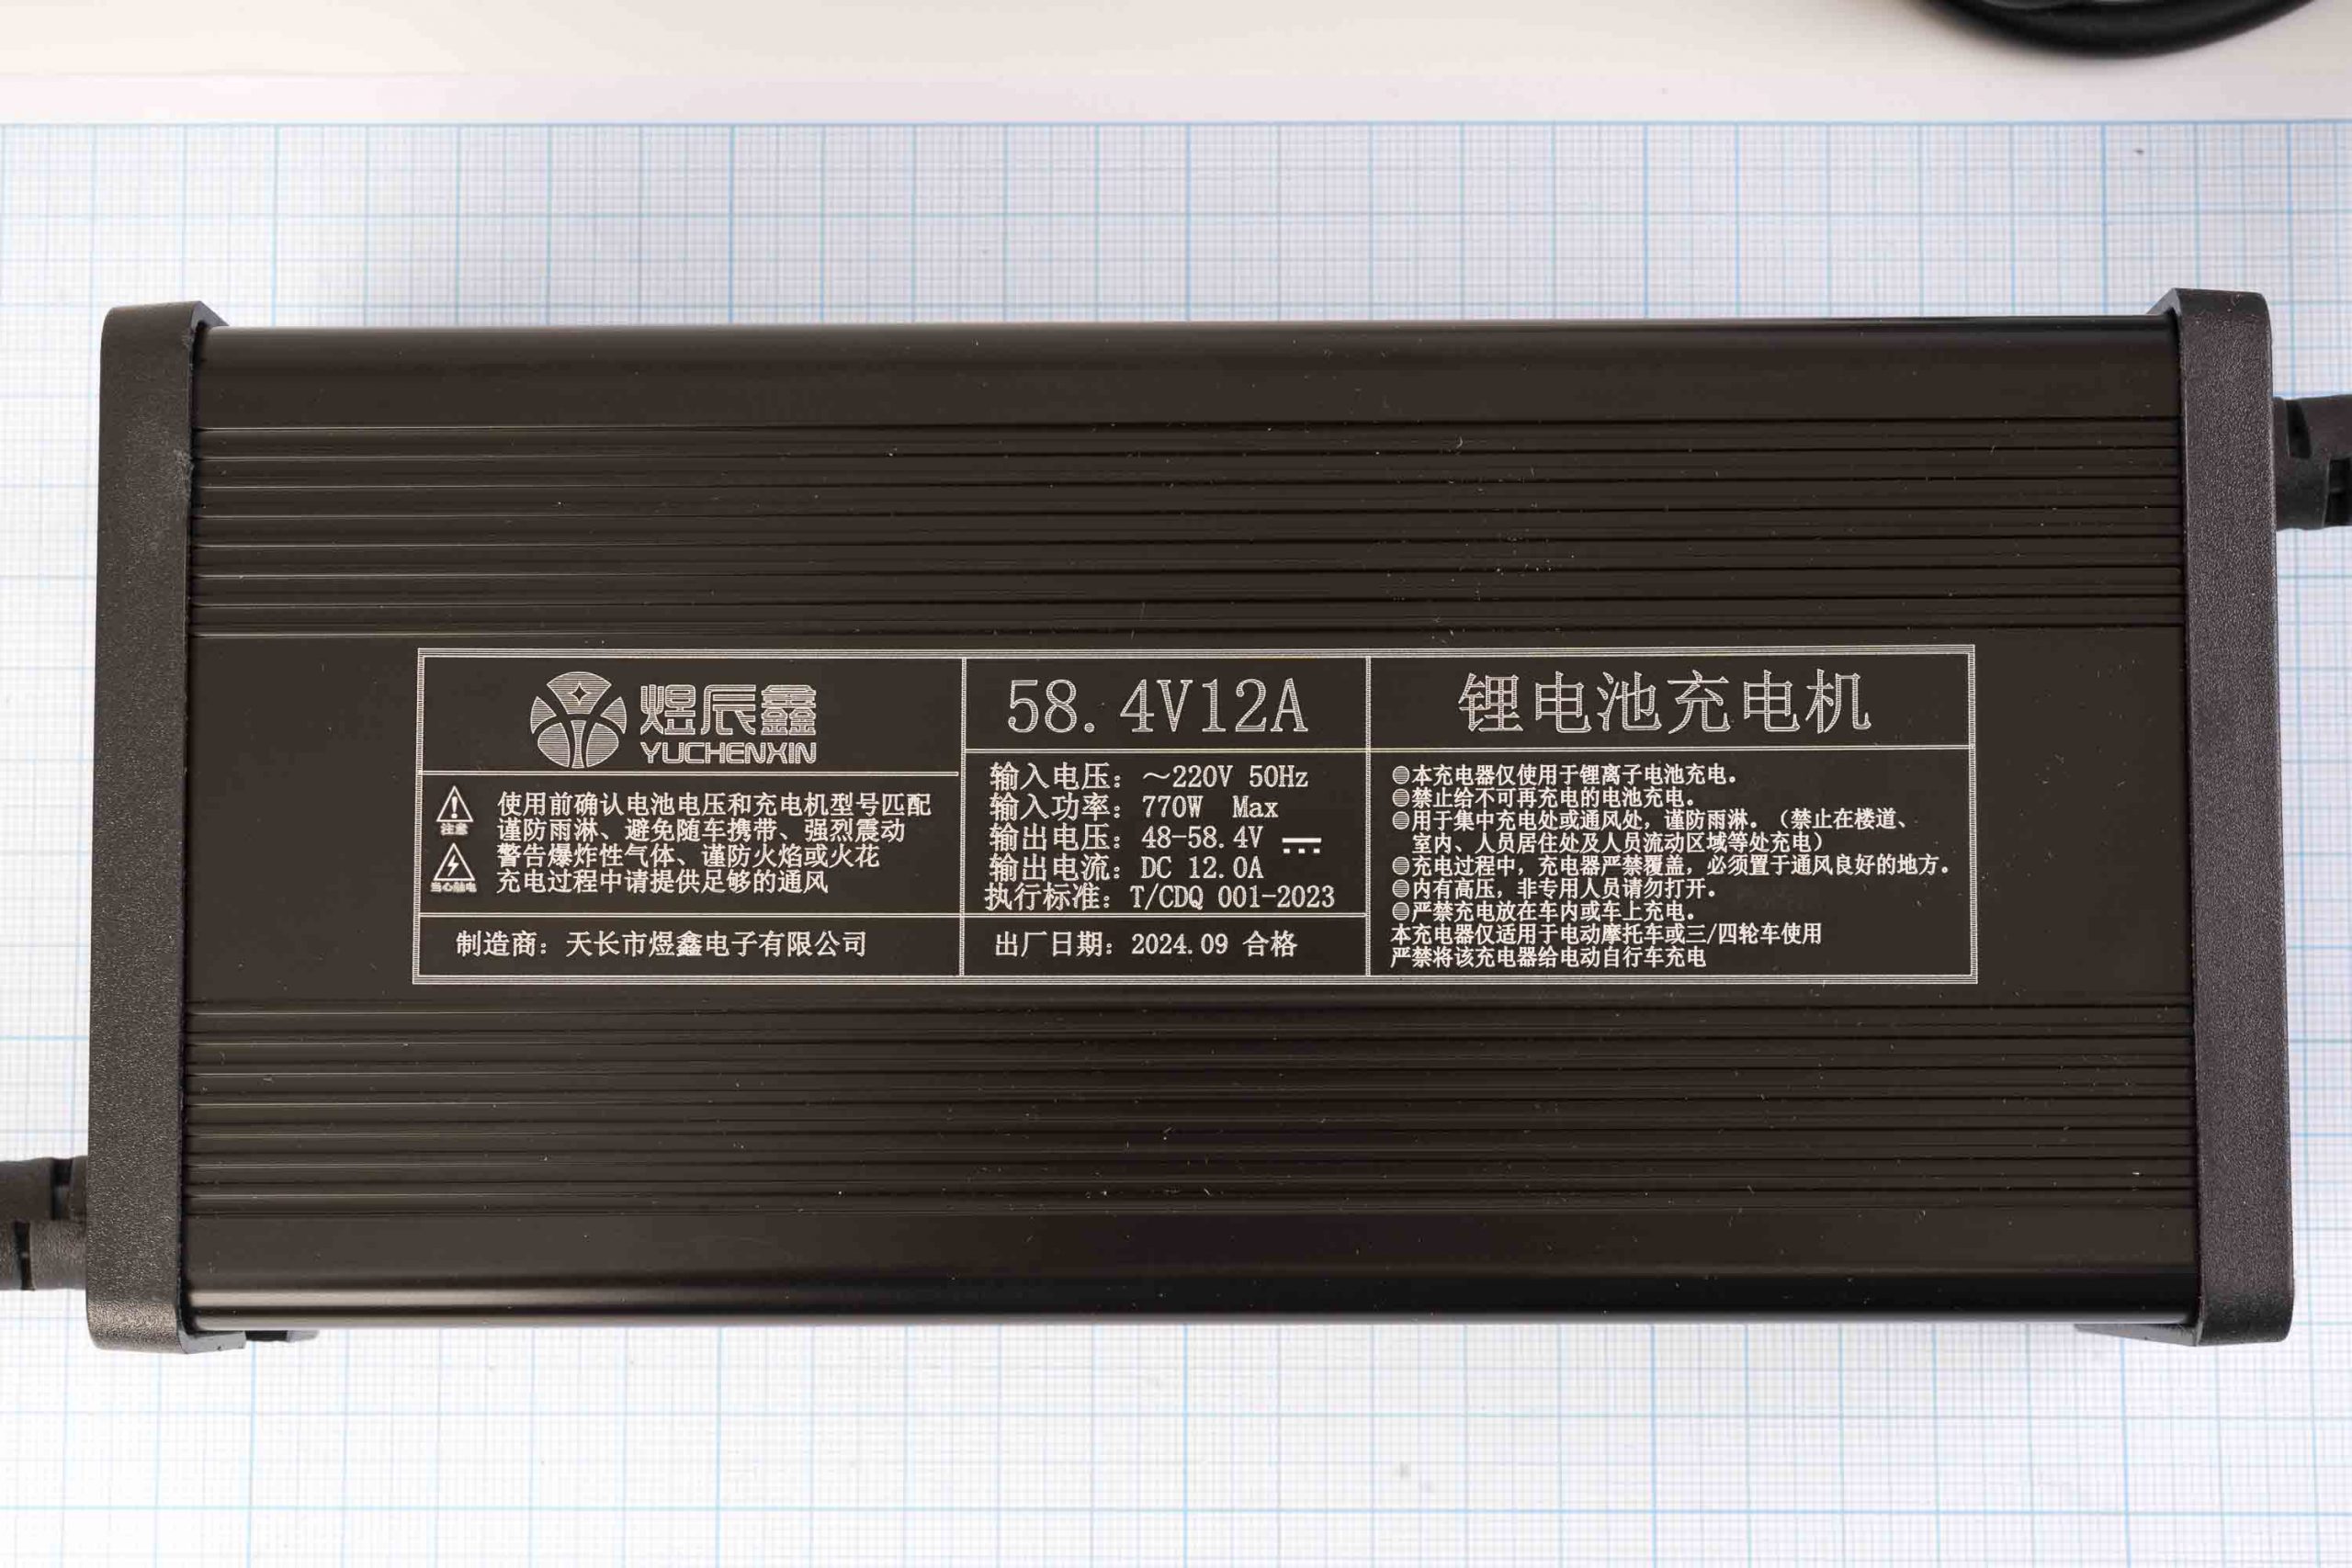 煜辰鑫
YUCHENXIN
注意
使用前确认电池电压和充电机型号匹配
谨防雨淋、避免随车携带、强烈震动
当心触电
警告爆炸性气体、谨防火焰或火花
充电过程中请提供足够的通风
制造商：天长市煜鑫电子有限公司
58.4V12A
输入电压：～220V 50Hz
输入功率：770W Max
输出电压：48-58.4V ⎓
输出电流：DC 12.0A
执行标准：T/CDQ 001-2023
出厂日期：2024.09 合格
锂电池充电机
●本充电器仅使用于锂离子电池充电。
●禁止给不可再充电的电池充电。
●用于集中充电处或通风处，谨防雨淋。（禁止在楼道、
室内、人员居住处及人员流动区域等处充电）
●充电过程中，充电器严禁覆盖，必须置于通风良好的地方。
●内有高压，非专用人员请勿打开。
●严禁充电放在车内或车上充电。
本充电器仅适用于电动摩托车或三/四轮车使用
严禁将该充电器给电动自行车充电